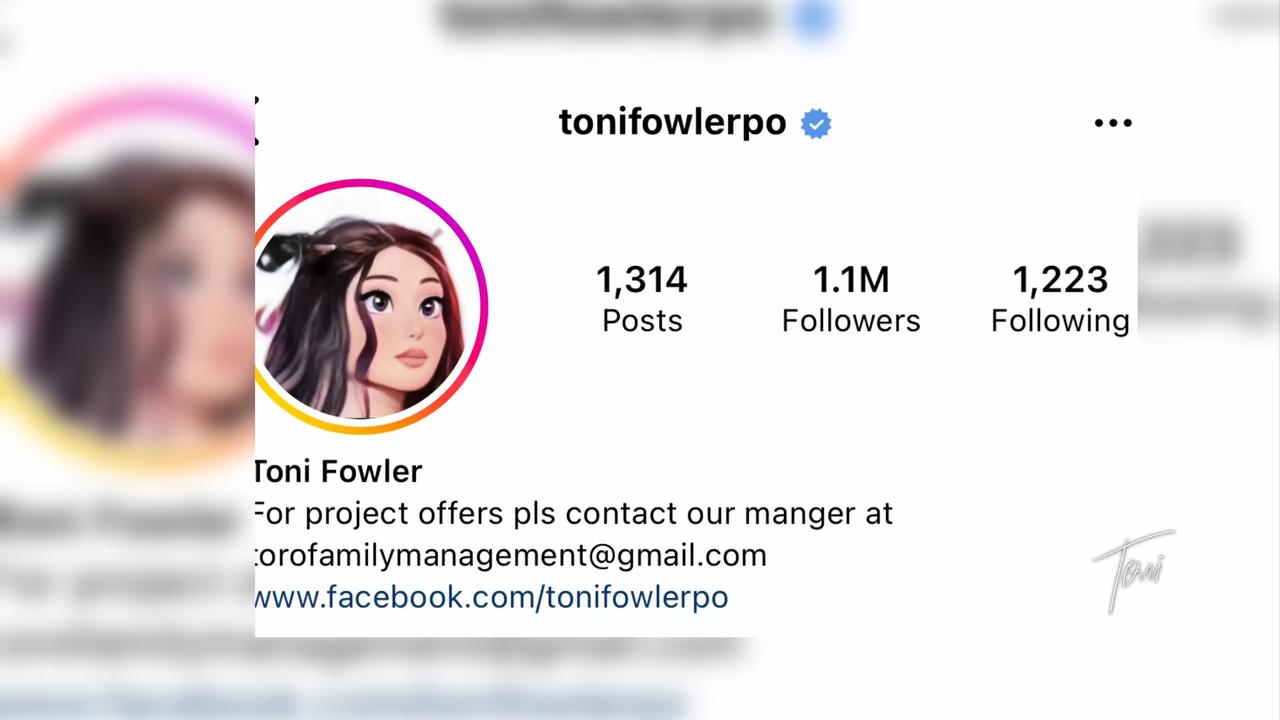 tonifowlerpo
1,314
Posts
1.1M
Followers
1,223
Following
Toni Fowler
For project offers pls contact our manger at
torofamilymanagement@gmail.com
www.facebook.com/tonifowlerpo
Toni